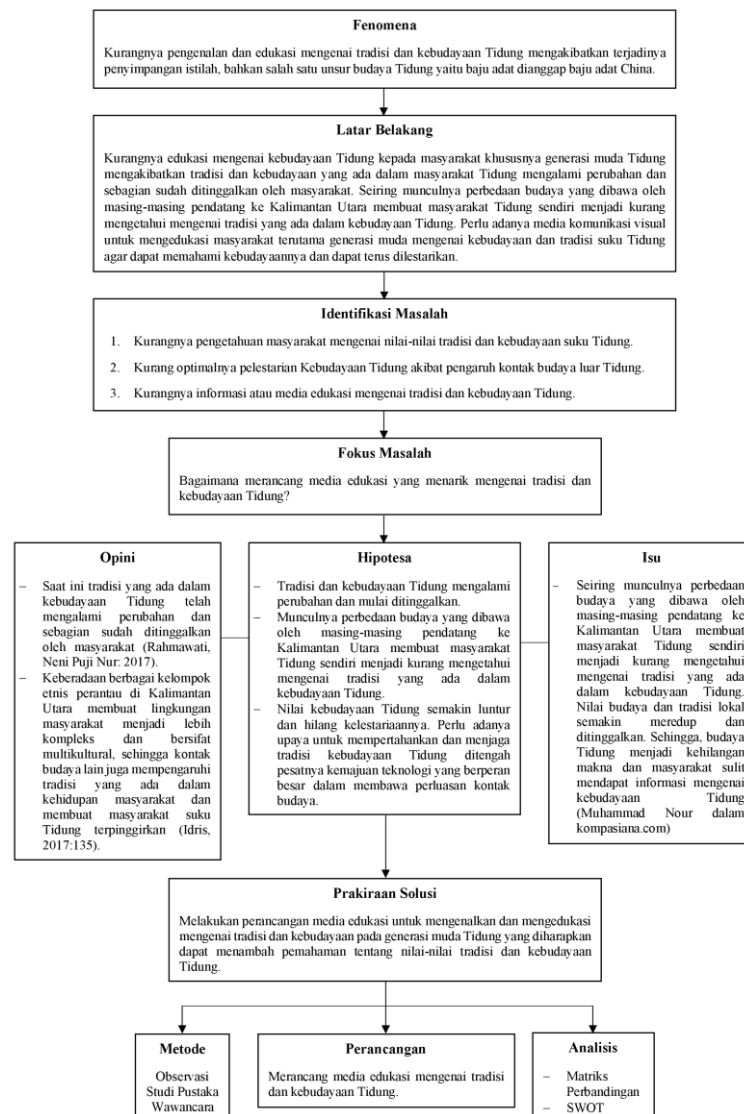 Fenomena
Kurangnya pengenalan dan edukasi mengenai tradisi dan kebudayaan Tidung mengakibatkan terjadinya
penyimpangan istilah, bahkan salah satu unsur budaya Tidung yaitu baju adat dianggap baju adat China.
Latar Belakang
Kurangnya edukasi mengenai kebudayaan Tidung kepada masyarakat khususnya generasi muda Tidung
mengakibatkan tradisi dan kebudayaan yang ada dalam masyarakat Tidung mengalami perubahan dan
sebagian sudah ditinggalkan oleh masyarakat. Seiring munculnya perbedaan budaya yang dibawa oleh
masing-masing pendatang ke Kalimantan Utara membuat masyarakat Tidung sendiri menjadi kurang
mengetahui mengenai tradisi yang ada dalam kebudayaan Tidung. Perlu adanya media komunikasi visual
untuk mengedukasi masyarakat terutama generasi muda mengenai kebudayaan dan tradisi suku Tidung
agar dapat memahami kebudayaannya dan dapat terus dilestarikan.
Identifikasi Masalah
1. Kurangnya pengetahuan masyarakat mengenai nilai-nilai tradisi dan kebudayaan suku Tidung.
2. Kurang optimalnya pelestarian Kebudayaan Tidung akibat pengaruh kontak budaya luar Tidung.
3. Kurangnya informasi atau media edukasi mengenai tradisi dan kebudayaan Tidung.
Fokus Masalah
Bagaimana merancang media edukasi yang menarik mengenai tradisi dan
kebudayaan Tidung?
Opini
– Saat ini tradisi yang ada dalam
kebudayaan Tidung telah
mengalami perubahan dan
sebagian sudah ditinggalkan
oleh masyarakat (Rahmawati,
Neni Puji Nur: 2017).
– Keberadaan berbagai kelompok
etnis perantau di Kalimantan
Utara membuat lingkungan
masyarakat menjadi lebih
kompleks dan bersifat
multikultural, sehingga kontak
budaya lain juga mempengaruhi
tradisi yang ada dalam
kehidupan masyarakat dan
membuat masyarakat suku
Tidung terpinggirkan (Idris,
2017:135).
Hipotesa
– Tradisi dan kebudayaan Tidung mengalami
perubahan dan mulai ditinggalkan.
– Munculnya perbedaan budaya yang dibawa
oleh masing-masing pendatang ke
Kalimantan Utara membuat masyarakat
Tidung sendiri menjadi kurang mengetahui
mengenai tradisi yang ada dalam
kebudayaan Tidung.
– Nilai kebudayaan Tidung semakin luntur
dan hilang kelestariaannya. Perlu adanya
upaya untuk mempertahankan dan menjaga
tradisi kebudayaan Tidung ditengah
pesatnya kemajuan teknologi yang berperan
besar dalam membawa perluasan kontak
budaya.
Isu
– Seiring munculnya perbedaan
budaya yang dibawa oleh
masing-masing pendatang ke
Kalimantan Utara membuat
masyarakat Tidung sendiri
menjadi kurang mengetahui
mengenai tradisi yang ada
dalam kebudayaan Tidung.
Nilai budaya dan tradisi lokal
semakin meredup dan
ditinggalkan. Sehingga, budaya
Tidung menjadi kehilangan
makna dan masyarakat sulit
mendapat informasi mengenai
kebudayaan Tidung
(Muhammad Nour dalam
kompasiana.com)
Prakiraan Solusi
Melakukan perancangan media edukasi untuk mengenalkan dan mengedukasi
mengenai tradisi dan kebudayaan pada generasi muda Tidung yang diharapkan
dapat menambah pemahaman tentang nilai-nilai tradisi dan kebudayaan
Tidung.
Metode
Observasi
Studi Pustaka
Wawancara
Perancangan
Merancang media edukasi mengenai tradisi
dan kebudayaan Tidung.
Analisis
– Matriks
Perbandingan
– SWOT